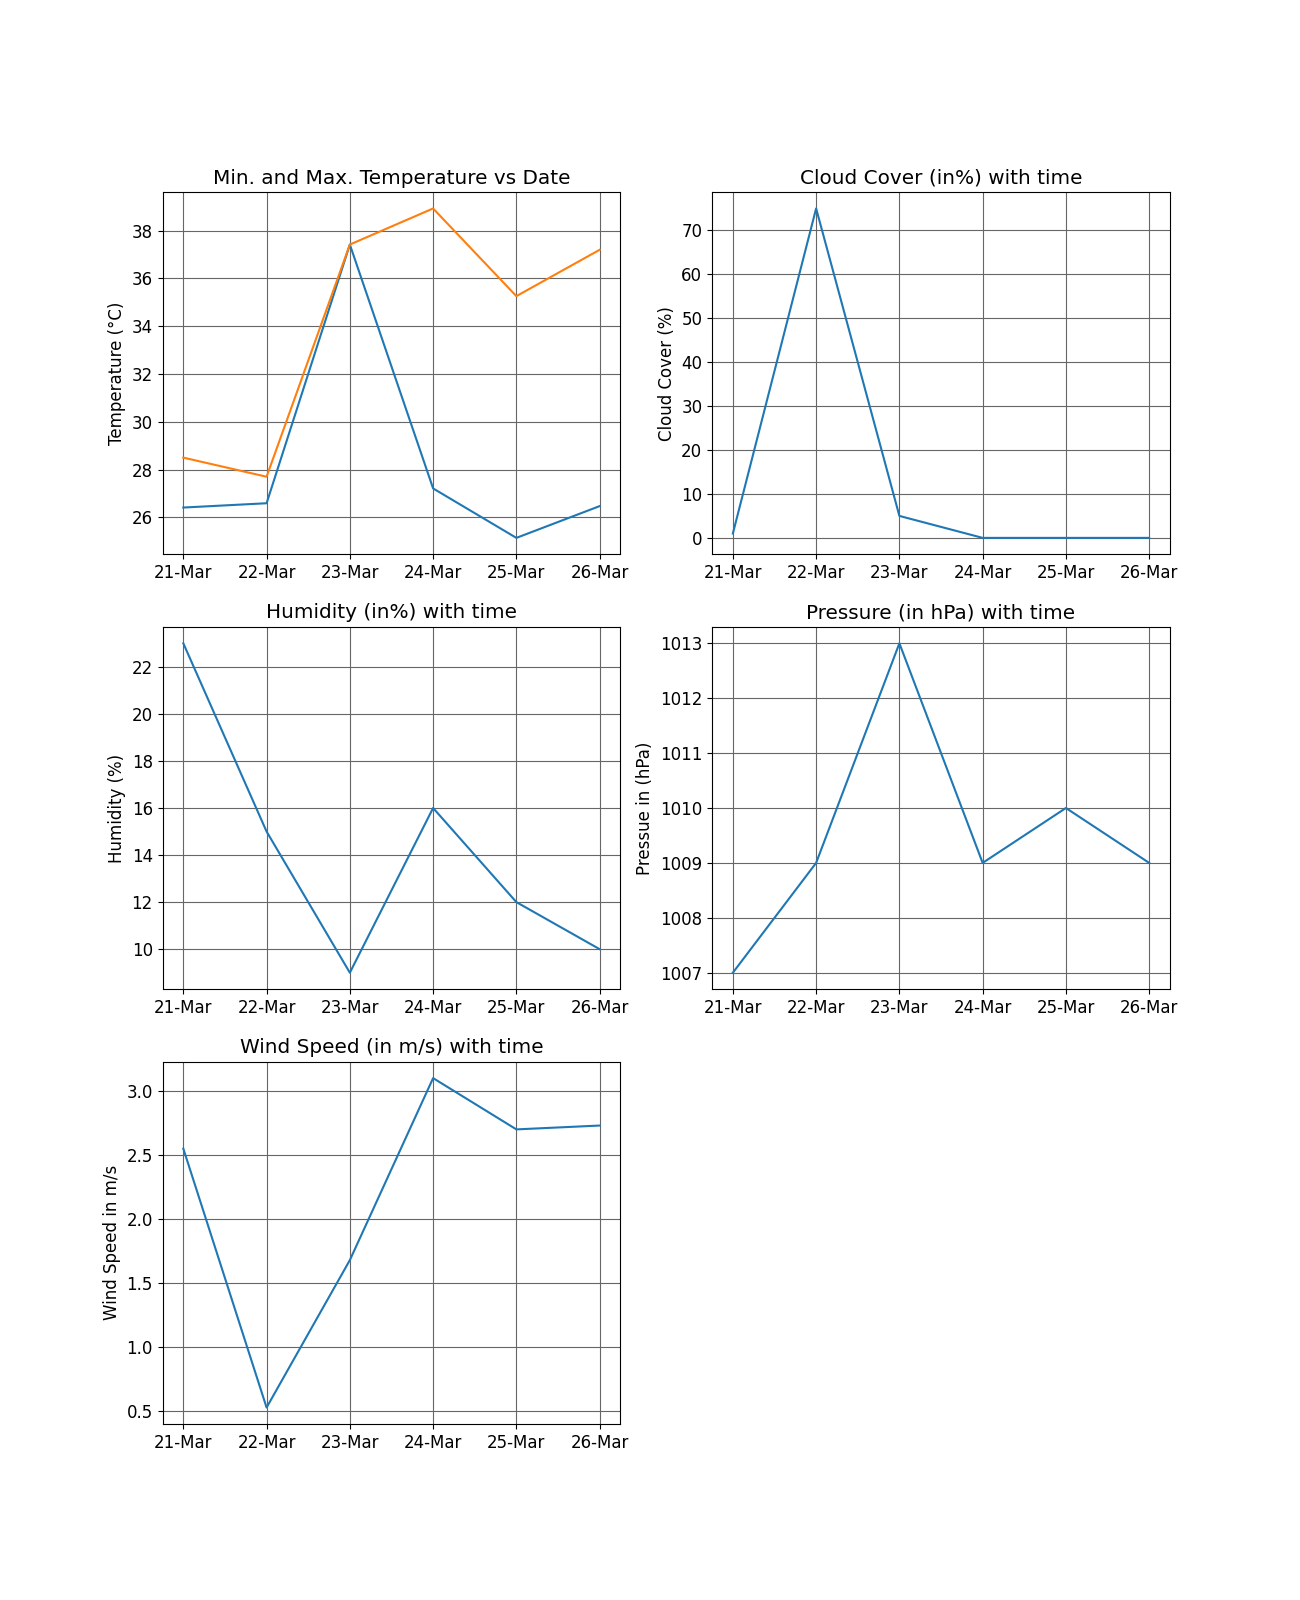 Min. and Max. Temperature vs Date
Temperature (°C)
38
36
34
32
30
28
26
21-Mar 22-Mar 23-Mar 24-Mar 25-Mar 26-Mar
Cloud Cover (in%) with time
Cloud Cover (%)
70
60
50
40
30
20
10
0
21-Mar 22-Mar 23-Mar 24-Mar 25-Mar 26-Mar
Humidity (in%) with time
Humidity (%)
22
20
18
16
14
12
10
21-Mar 22-Mar 23-Mar 24-Mar 25-Mar 26-Mar
Pressure (in hPa) with time
Pressue in (hPa)
1013
1012
1011
1010
1009
1008
1007
21-Mar 22-Mar 23-Mar 24-Mar 25-Mar 26-Mar
Wind Speed (in m/s) with time
Wind Speed in m/s
3.0
2.5
2.0
1.5
1.0
0.5
21-Mar 22-Mar 23-Mar 24-Mar 25-Mar 26-Mar